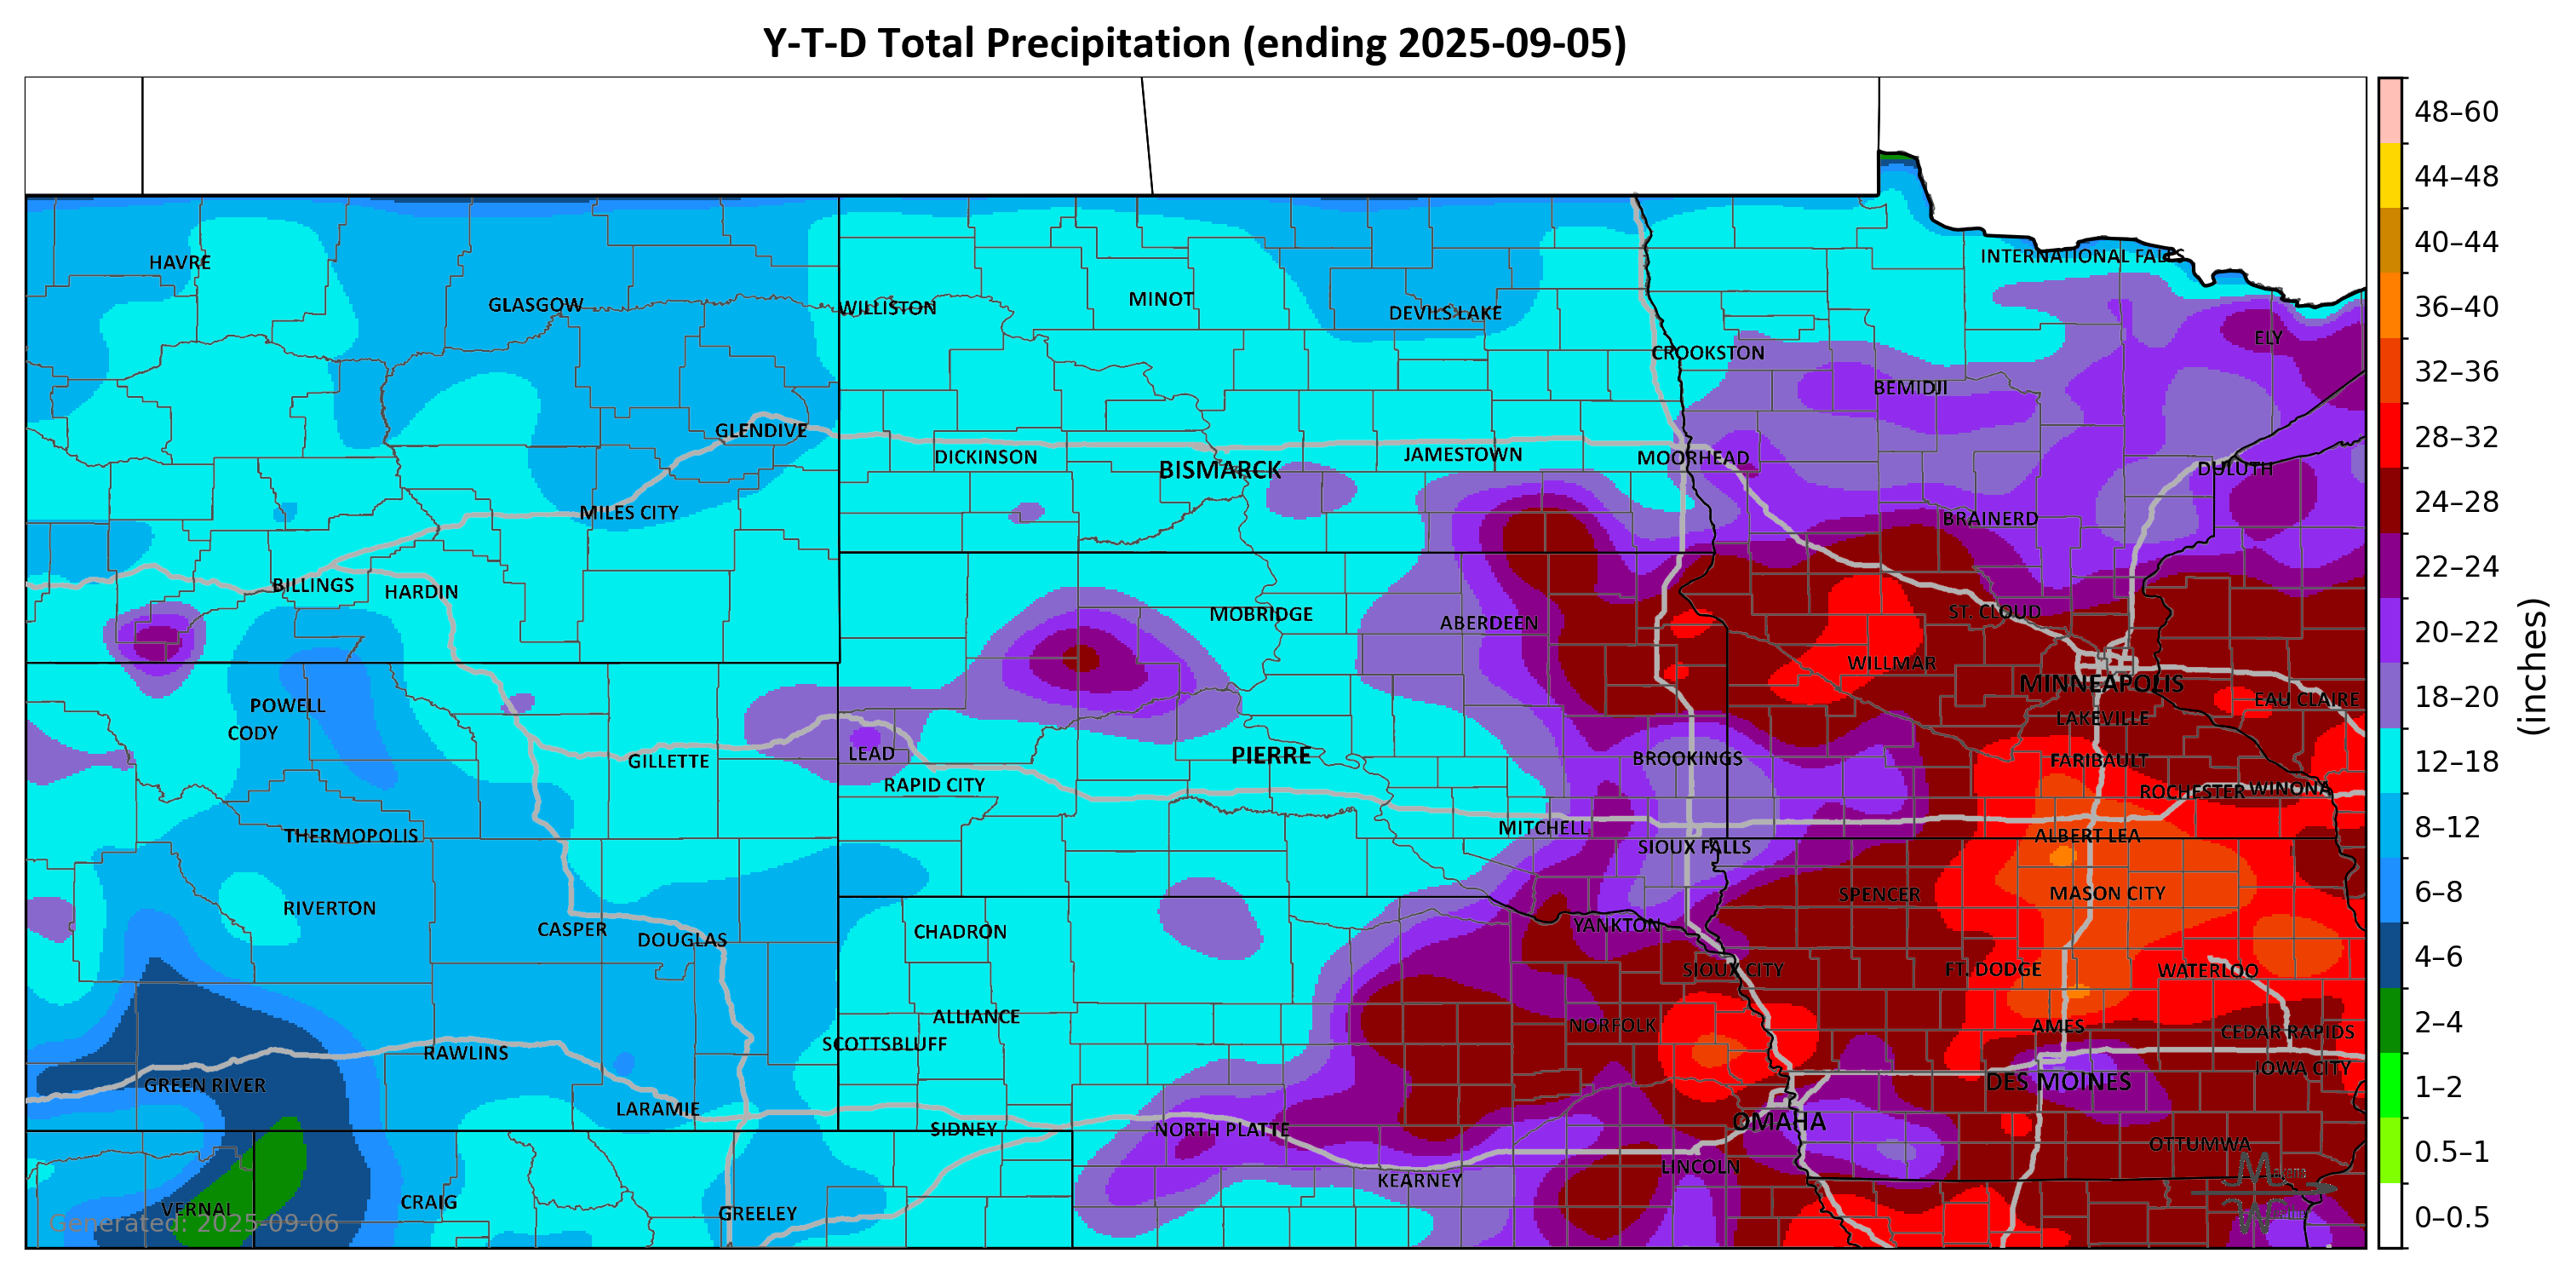 Y-T-D Total Precipitation (ending 2025-09-05)
48–60
44–48
40–44
36–40
32–36
28–32
24–28
22–24
20–22
18–20
12–18
8–12
6–8
4–6
2–4
1–2
0.5–1
0–0.5
(inches)
HAVRE
GLASGOW
WILLISTON
MINOT
DEVILS LAKE
INTERNATIONAL FALLS
ELY
CROOKSTON
BEMIDJI
GLENDIVE
DICKINSON
BISMARCK
JAMESTOWN
MOORHEAD
DULUTH
MILES CITY
BRAINERD
BILLINGS
HARDIN
MOBRIDGE
ABERDEEN
ST. CLOUD
WILLMAR
MINNEAPOLIS
EAU CLAIRE
POWELL
CODY
LAKEVILLE
GILLETTE
LEAD
RAPID CITY
PIERRE
BROOKINGS
FARIBAULT
ROCHESTER
WINONA
THERMOPOLIS
MITCHELL
SIOUX FALLS
ALBERT LEA
RIVERTON
SPENCER
MASON CITY
CASPER
DOUGLAS
CHADRON
YANKTON
SIOUX CITY
FT. DODGE
WATERLOO
ALLIANCE
SCOTTSBLUFF
NORFOLK
AMES
CEDAR RAPIDS
RAWLINS
GREEN RIVER
IOWA CITY
DES MOINES
LARAMIE
SIDNEY
NORTH PLATTE
OMAHA
OTTUMWA
LINCOLN
KEARNEY
VERNAL
CRAIG
GREELEY
Generated: 2025-09-06